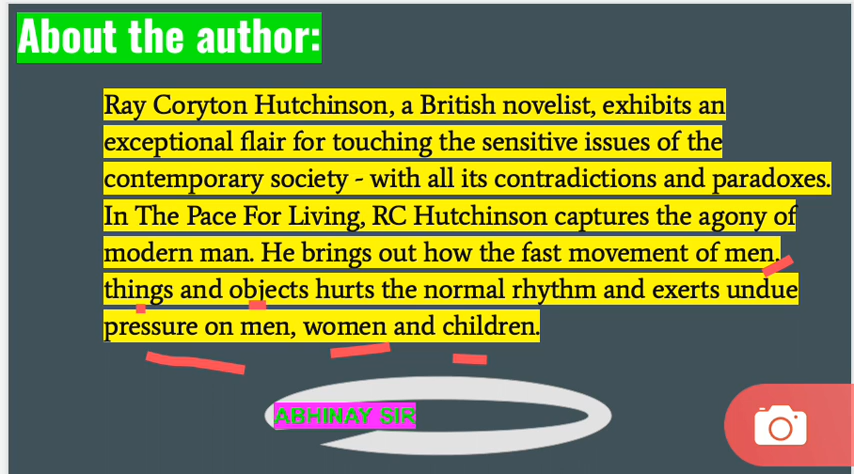 About the author:
Ray Coryton Hutchinson, a British novelist, exhibits an
exceptional flair for touching the sensitive issues of the
contemporary society - with all its contradictions and paradoxes.
In The Pace For Living, RC Hutchinson captures the agony of
modern man. He brings out how the fast movement of men,
things and objects hurts the normal rhythm and exerts undue
pressure on men, women and children.
ABHINAY SIR